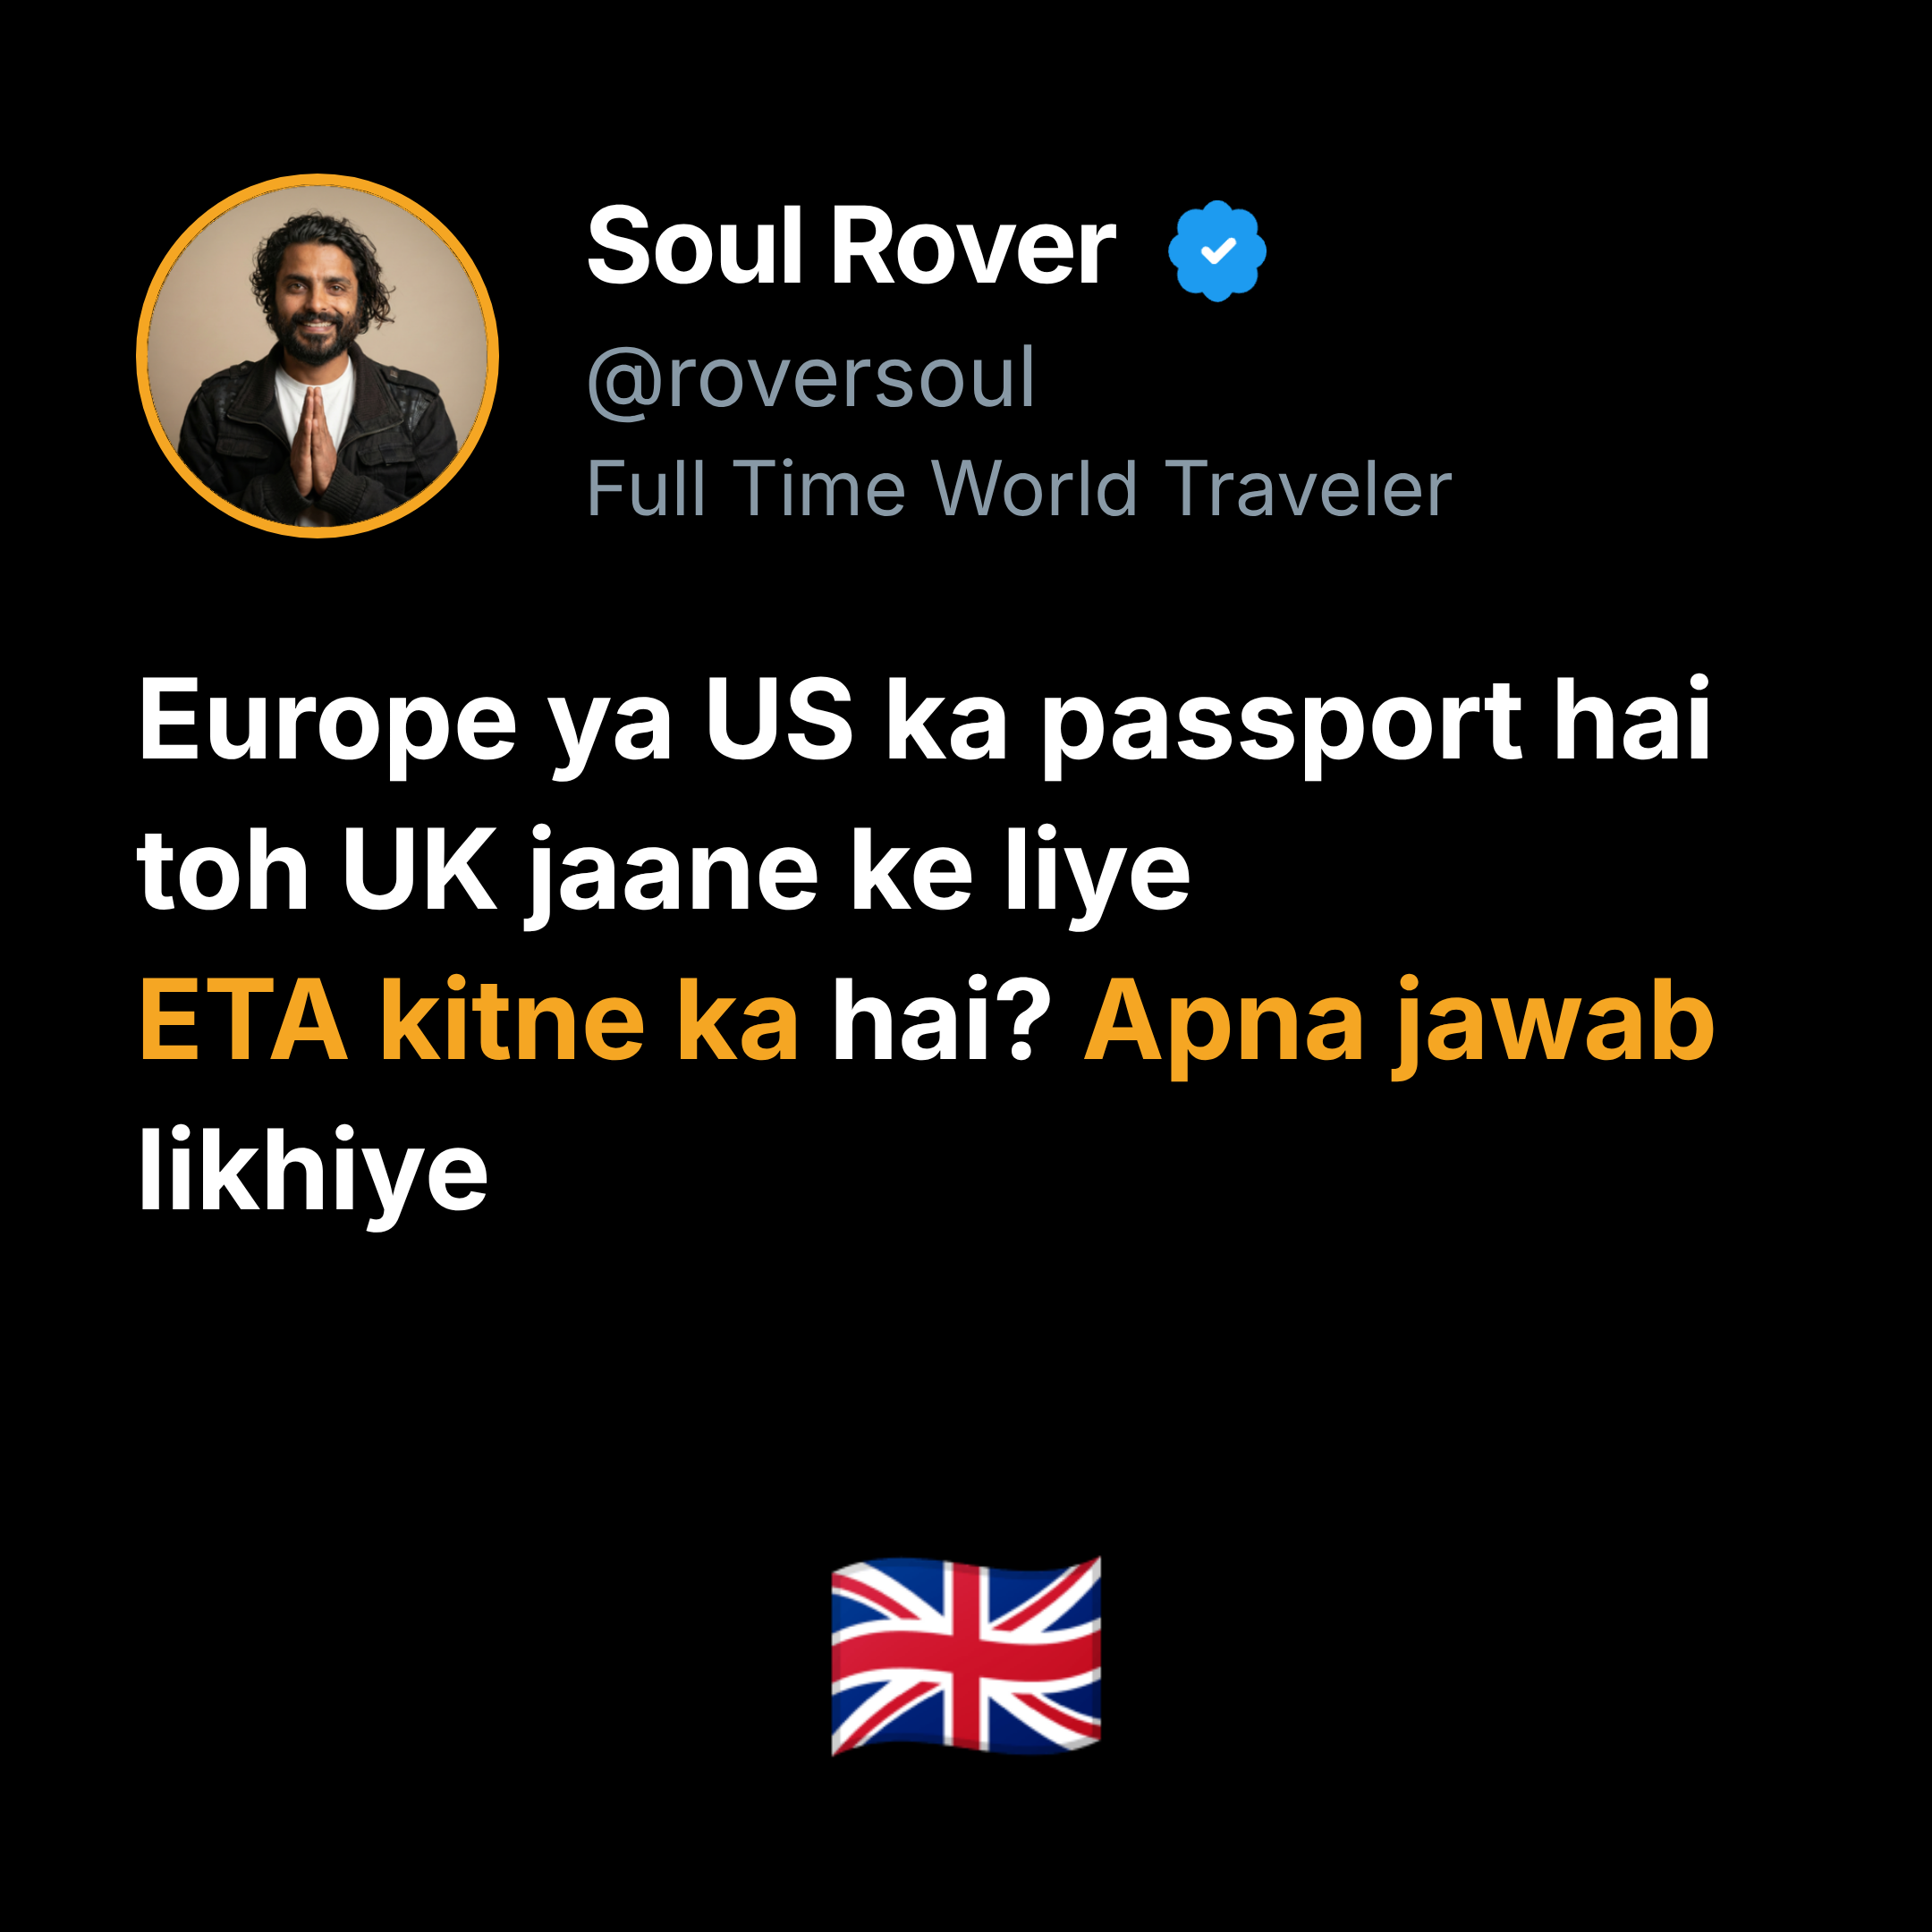 Soul Rover
@roversoul
Full Time World Traveler
Europe ya US ka passport hai
toh UK jaane ke liye
ETA kitne ka hai? Apna jawab
likhiye